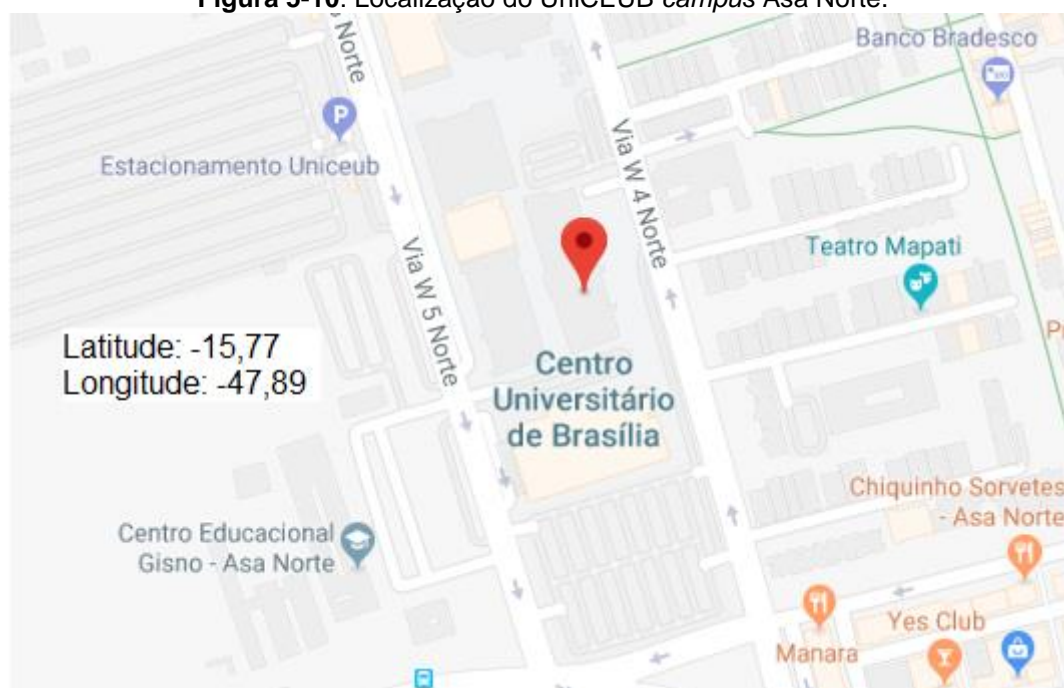 Figura 5-10. Localização do UniCEUB campus Asa Norte.
Norte
Banco Bradesco
P
Estacionamento Uniceub
Via W 4 Norte
Via W 5 Norte
Teatro Mapati
Latitude: -15,77
Longitude: -47,89
Centro
Universitário
de Brasília
Chiquinho Sorvetes
- Asa Norte
Centro Educacional
Gisno - Asa Norte
Yes Club
Manara